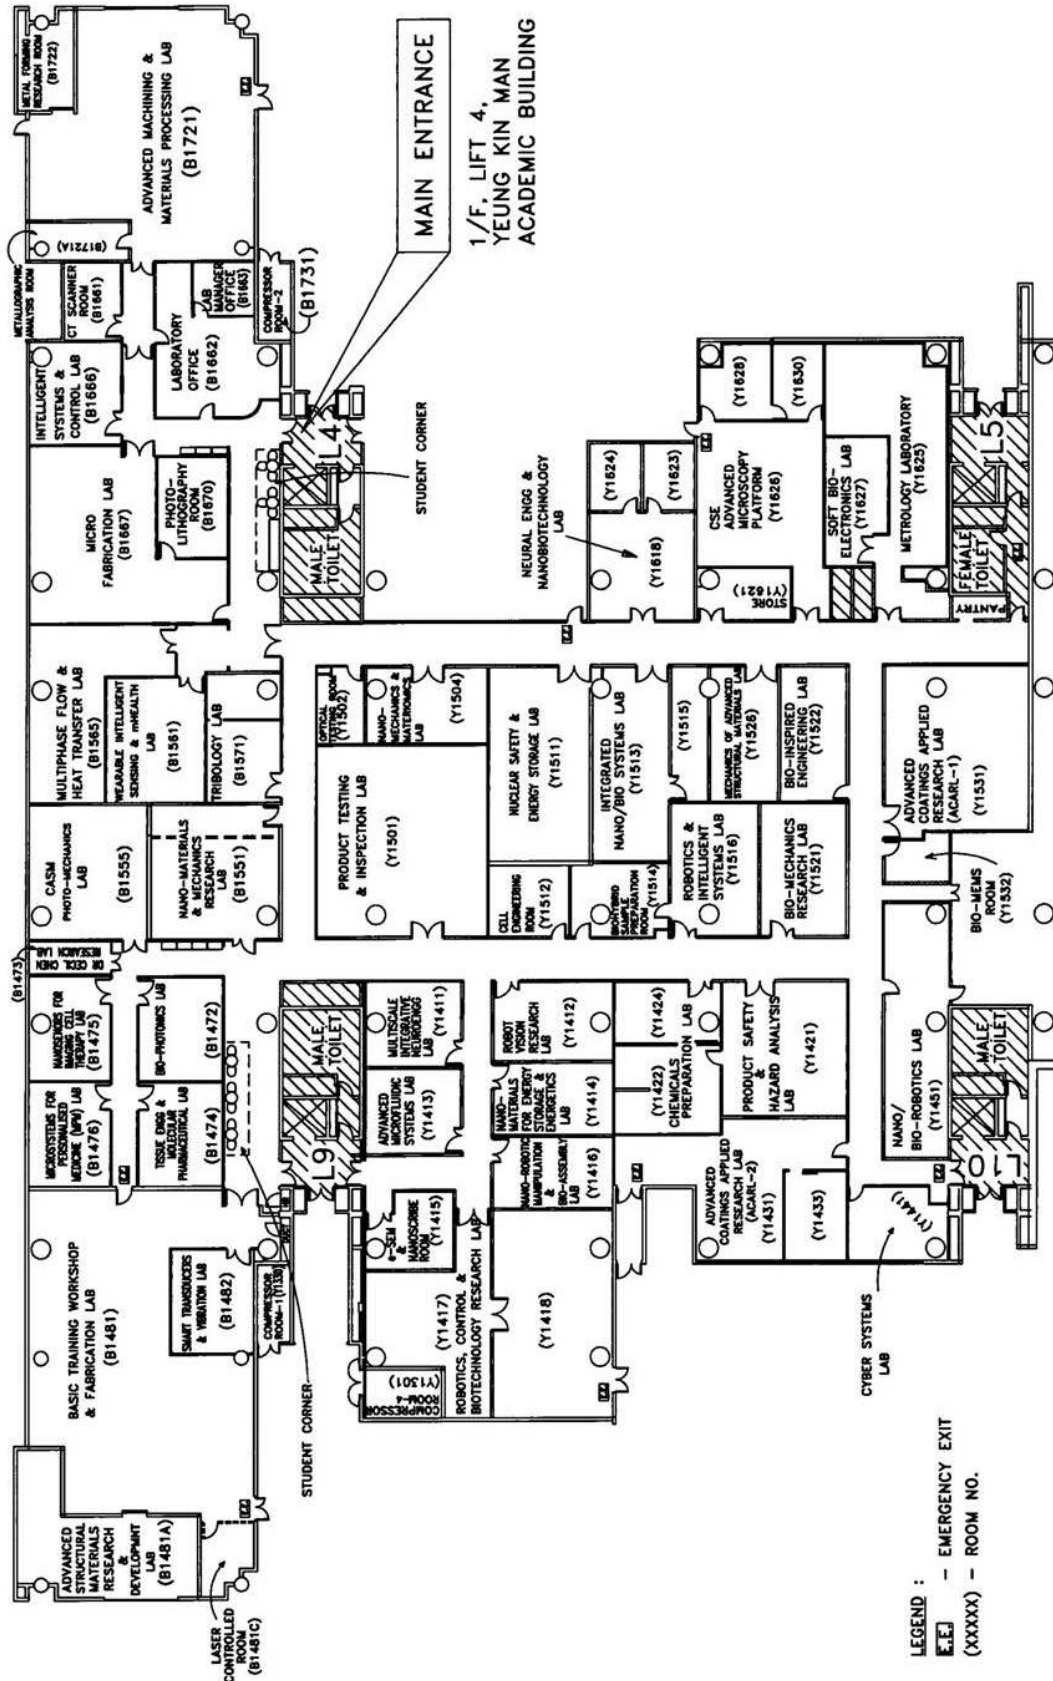 METAL FORMING
RESEARCH ROOM
(B1722)
ADVANCED MACHINING &
MATERIALS PROCESSING LAB
(B1721)
E.E.
METALLOGRAPHIC
ANALYSIS ROOM
(B1721A)
CT SCANNER
ROOM
(B1661)
LAB
MANAGER
OFFICE
(B1663)
LABORATORY
OFFICE
(B1662)
COMPRESSOR
ROOM-2
(B1731)
INTELLIGENT
SYSTEMS &
CONTROL LAB
(B1666)
MICRO
FABRICATION LAB
(B1667)
PHOTO-
LITHOGRAPHY
ROOM
(B1670)
MAIN ENTRANCE
1/F, LIFT 4,
YEUNG KIN MAN
ACADEMIC BUILDING
L4
MALE
TOILET
STUDENT CORNER
MULTIPHASE FLOW &
HEAT TRANSFER LAB
(B1565)
WEARABLE INTELLIGENT
SENSING & mHEALTH
LAB
(B1561)
TRIBOLOGY LAB
(B1571)
CASM
PHOTO-MECHANICS
LAB
(B1555)
NANO-MATERIALS
& MECHANICS
RESEARCH
LAB
(B1551)
(B1473)
DR CECIL CHEN
RESEARCH LAB
NANOSENSORS FOR
IMAGING CELL
THERAPY LAB
(B1475)
BIO-PHOTONICS LAB
(B1472)
MICROSYSTEMS FOR
PERSONALISED
MEDICINE (MPM) LAB
(B1476)
TISSUE ENGG &
MOLECULAR
PHARMACEUTICAL LAB
(B1474)
E.E.
BASIC TRAINING WORKSHOP
& FABRICATION LAB
(B1481)
SMART TRANSDUCERS
& VIBRATION LAB
(B1482)
COMPRESSOR
ROOM-1 (Y1330)
DUCT
E.E.
ADVANCED
STRUCTURAL
MATERIALS
RESEARCH
&
DEVELOPMNT
LAB
(B1481A)
LASER
CONTROLLED
ROOM
(B1481C)
STUDENT CORNER
L9
MALE
TOILET
NEURAL ENGG &
NANOBIOTECHNOLOGY
LAB
(Y1618)
(Y1624)
(Y1623)
E.E.
CSE
ADVANCED
MICROSCOPY
PLATFORM
(Y1626)
E.E.
(Y1628)
(Y1630)
STORE
(Y1621)
SOFT BIO-
ELECTRONICS LAB
(Y1627)
METROLOGY LABORATORY
(Y1625)
L5
FEMALE
TOILET
E.E.
PANTRY
OPTICAL
TESTING ROOM
(Y1502)
NANO-
MECHANICS &
MATERIOMICS
LAB
(Y1504)
PRODUCT TESTING
& INSPECTION LAB
(Y1501)
NUCLEAR SAFETY &
ENERGY STORAGE LAB
(Y1511)
CELL
ENGINEERING
ROOM
(Y1512)
INTEGRATED
NANO/BIO SYSTEMS LAB
(Y1513)
BIOHYBRID
SAMPLE
PREPARATION
ROOM
(Y1514)
(Y1515)
ROBOTICS &
INTELLIGENT
SYSTEMS LAB
(Y1516)
MECHANICS OF ADVANCED
STRUCTURAL MATERIALS LAB
(Y1526)
BIO-INSPIRED
ENGINEERING LAB
(Y1522)
BIO-MECHANICS
RESEARCH LAB
(Y1521)
ADVANCED
COATINGS APPLIED
RESEARCH LAB
(ACARL-1)
(Y1531)
BIO-MEMS
ROOM
(Y1532)
MULTISCALE
INTEGRATIVE
NEUROENGG
LAB
(Y1411)
ADVANCED
MICROFLUIDIC
SYSTEMS LAB
(Y1413)
ROBOT
VISION
RESEARCH
LAB
(Y1412)
NANO-
MATERIALS
FOR ENERGY
STORAGE &
ENERGETICS
LAB
(Y1414)
NANO-ROBOTIC
MANIPULATION
&
BIO-ASSEMBLY
LAB
(Y1416)
(Y1424)
(Y1422)
CHEMICALS
PREPARATION LAB
PRODUCT SAFETY
&
HAZARD ANALYSIS
LAB
(Y1421)
e-SEM
&
NANOSCRIBE
ROOM
(Y1415)
(Y1417)
ROBOTICS, CONTROL &
BIOTECHNOLOGY RESEARCH LAB
(Y1418)
COMPRESSOR
ROOM-4
(Y1301)
E.E.
E.E.
ADVANCED
COATINGS APPLIED
RESEARCH LAB
(ACARL-2)
(Y1431)
(Y1433)
(Y1441)
CYBER SYSTEMS
LAB
NANO/
BIO-ROBOTICS LAB
(Y1451)
E.E.
L10
MALE
TOILET
LEGEND :
E.E. - EMERGENCY EXIT
(XXXXX) - ROOM NO.